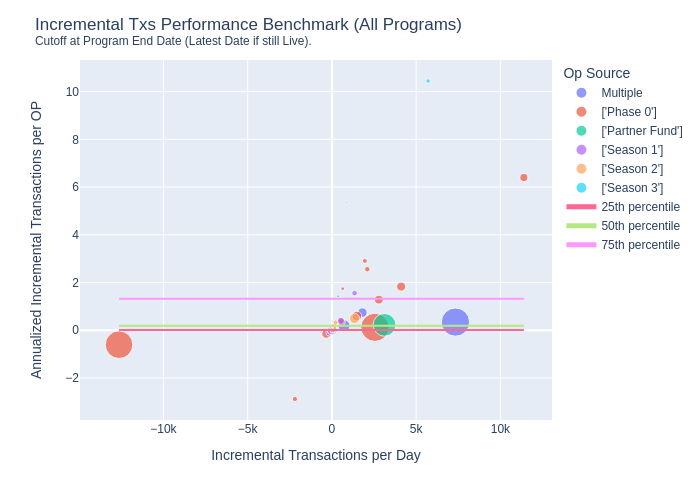 Incremental Txs Performance Benchmark (All Programs)
Cutoff at Program End Date (Latest Date if still Live).
Annualized Incremental Transactions per OP
10
8
6
4
2
0
−2
−10k
−5k
0
5k
10k
Incremental Transactions per Day
Op Source
Multiple
['Phase 0']
['Partner Fund']
['Season 1']
['Season 2']
['Season 3']
25th percentile
50th percentile
75th percentile